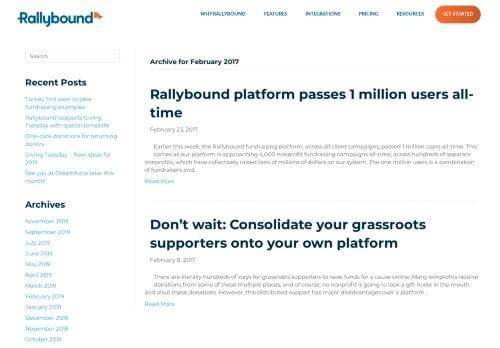 Rallybound
WHY RALLYBOUND
FEATURES
INTEGRATIONS
PRICING
RESOURCES
GET STARTED
Search
Recent Posts
Turkey Trot peer to peer
fundraising examples
Rallybound supports Giving
Tuesday with special template
One-click donations for returning
donors
Giving Tuesday – New ideas for
2019
See you at Dreamforce later this
month!
Archives
November 2019
September 2019
July 2019
June 2019
May 2019
April 2019
March 2019
February 2019
January 2019
December 2018
November 2018
October 2018
Archive for February 2017
Rallybound platform passes 1 million users all-
time
February 23, 2017
Earlier this week, the Rallybound fundraising platform, across all client campaigns, passed 1 million users all-time. This
comes as our platform is approaching 4,000 nonprofit fundraising campaigns all-time, across hundreds of separate
nonprofits, which have collectively raised tens of millions of dollars on our system. The one million users is a combination
of fundraisers and...
Read More
Don't wait: Consolidate your grassroots
supporters onto your own platform
February 8, 2017
There are literally hundreds of ways for grassroots supporters to raise funds for a cause online. Many nonprofits receive
donations from some of these multiple places, and of course, no nonprofit is going to look a gift horse in the mouth
and shun these donations. However, this distributed support has major disadvantages over a platform...
Read More